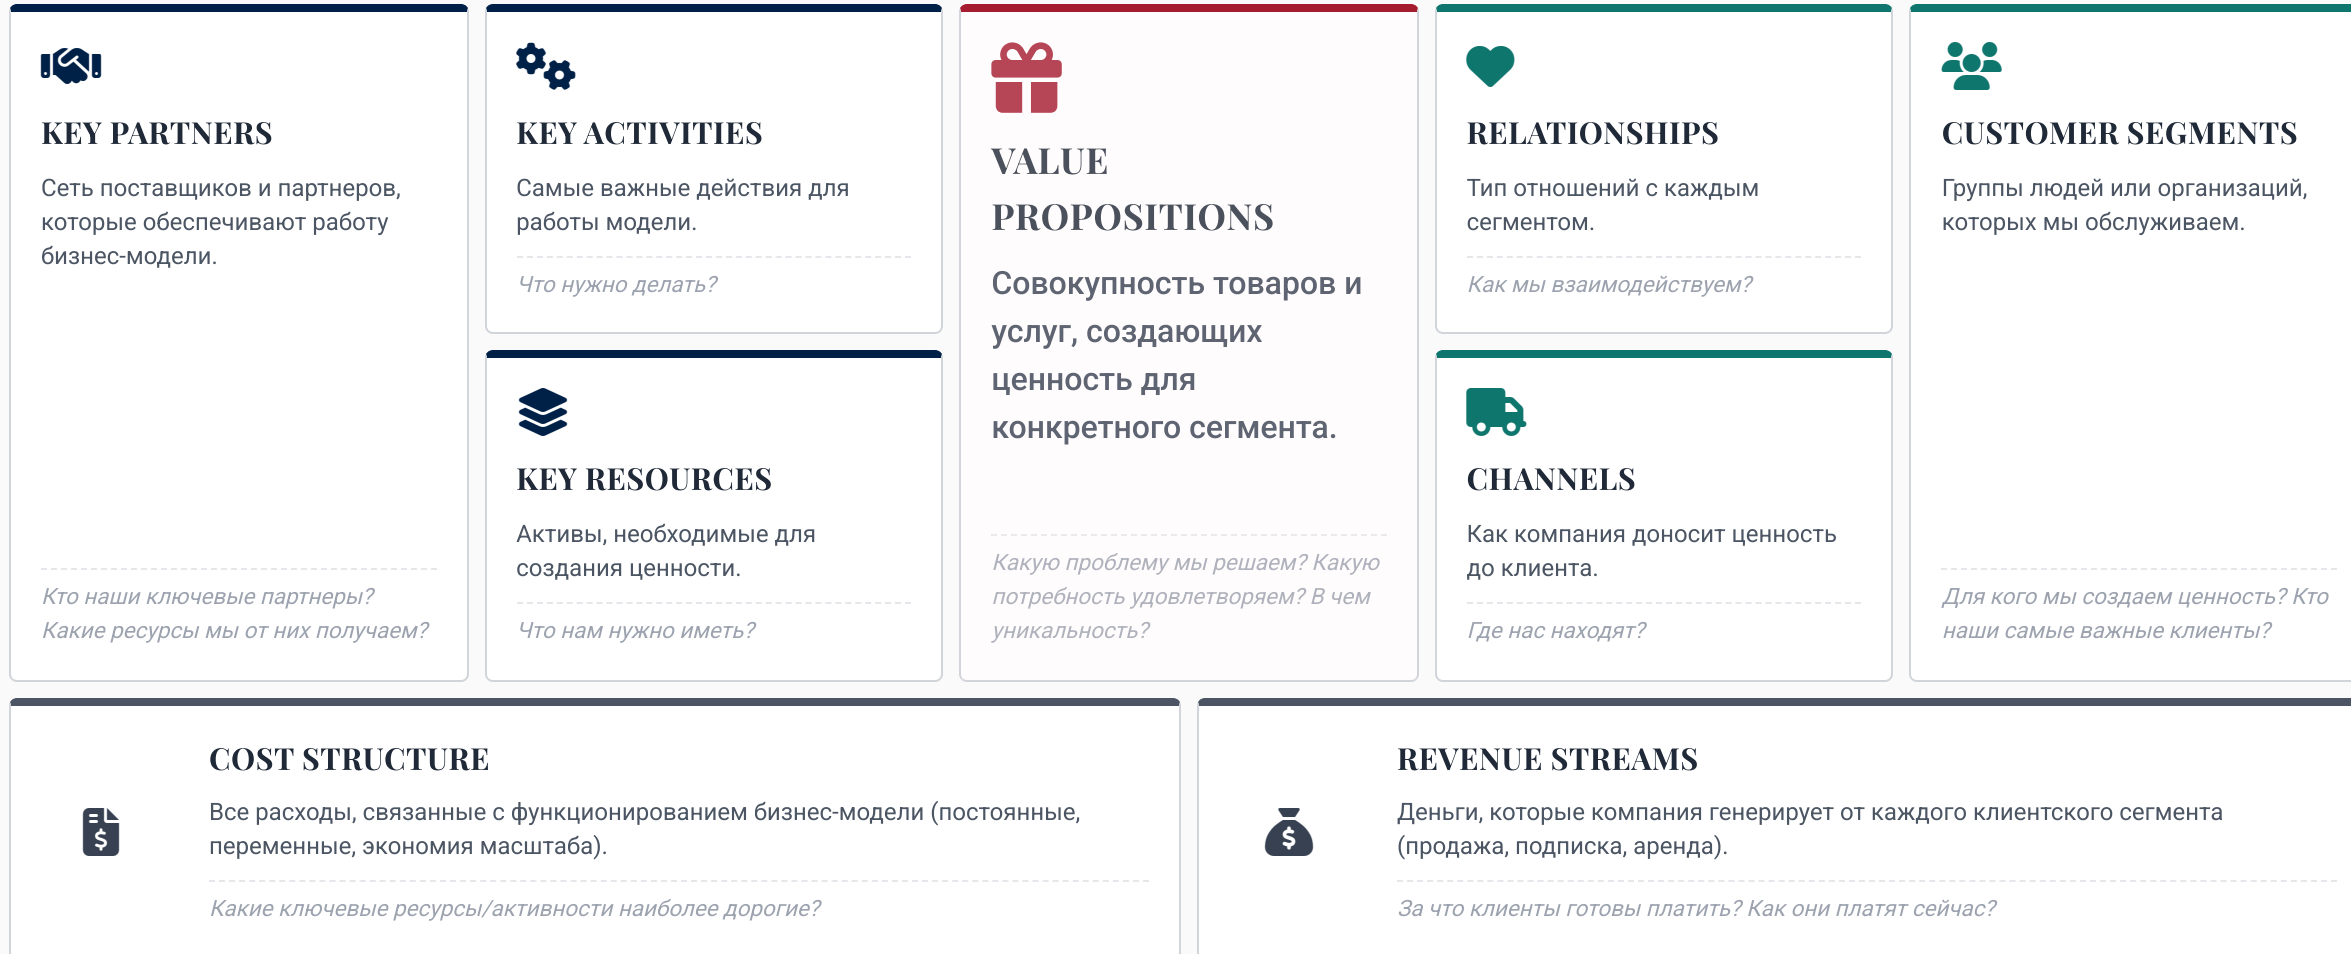 KEY PARTNERS
Сеть поставщиков и партнеров,
которые обеспечивают работу
бизнес-модели.
Кто наши ключевые партнеры?
Какие ресурсы мы от них получаем?
KEY ACTIVITIES
Самые важные действия для
работы модели.
Что нужно делать?
KEY RESOURCES
Активы, необходимые для
создания ценности.
Что нам нужно иметь?
VALUE
PROPOSITIONS
Совокупность товаров и
услуг, создающих
ценность для
конкретного сегмента.
Какую проблему мы решаем? Какую
потребность удовлетворяем? В чем
уникальность?
RELATIONSHIPS
Тип отношений с каждым
сегментом.
Как мы взаимодействуем?
CHANNELS
Как компания доносит ценность
до клиента.
Где нас находят?
CUSTOMER SEGMENTS
Группы людей или организаций,
которых мы обслуживаем.
Для кого мы создаем ценность? Кто
наши самые важные клиенты?
COST STRUCTURE
Все расходы, связанные с функционированием бизнес-модели (постоянные,
переменные, экономия масштаба).
Какие ключевые ресурсы/активности наиболее дорогие?
REVENUE STREAMS
Деньги, которые компания генерирует от каждого клиентского сегмента
(продажа, подписка, аренда).
За что клиенты готовы платить? Как они платят сейчас?